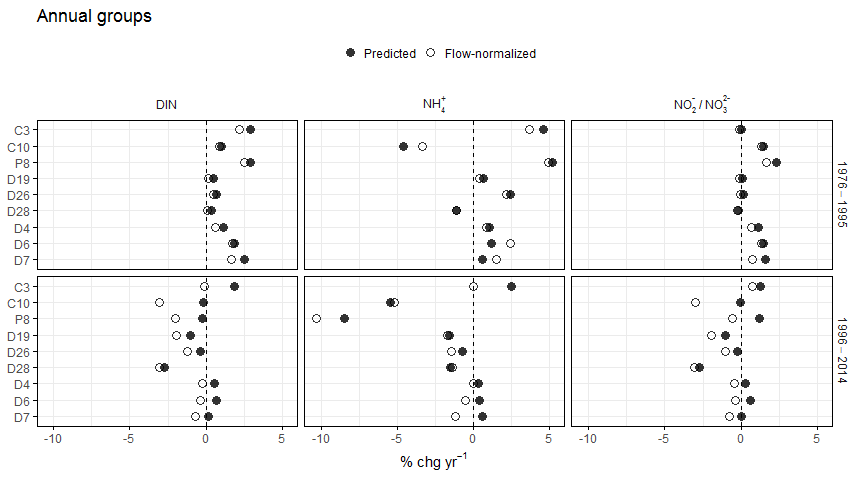 Annual groups
Predicted Flow-normalized
DIN NH₄⁺ NO₂⁻ / NO₃²⁻
C3
C10
P8
D19
D26
D28
D4
D6
D7
1976 – 1995
C3
C10
P8
D19
D26
D28
D4
D6
D7
1996 – 2014
-10 -5 0 5 -10 -5 0 5 -10 -5 0 5
% chg yr⁻¹